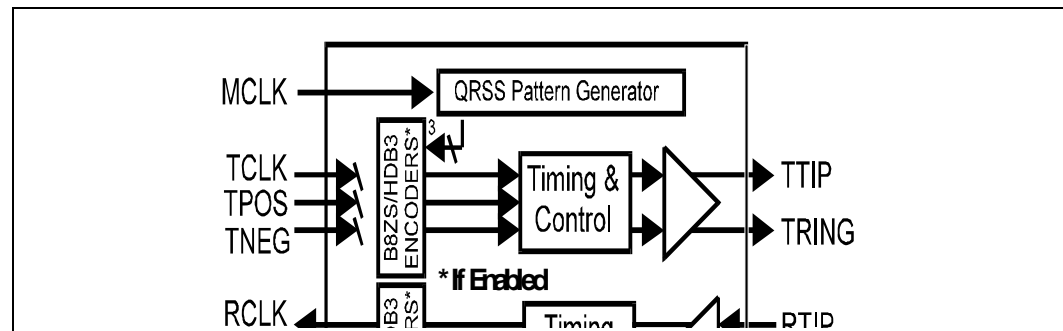 MCLK
QRSS Pattern Generator
3
TCLK
TPOS
TNEG
B8ZS/HDB3
ENCODERS*
Timing &
Control
TTIP
TRING
* If Enabled
RCLK
Timing
RTIP